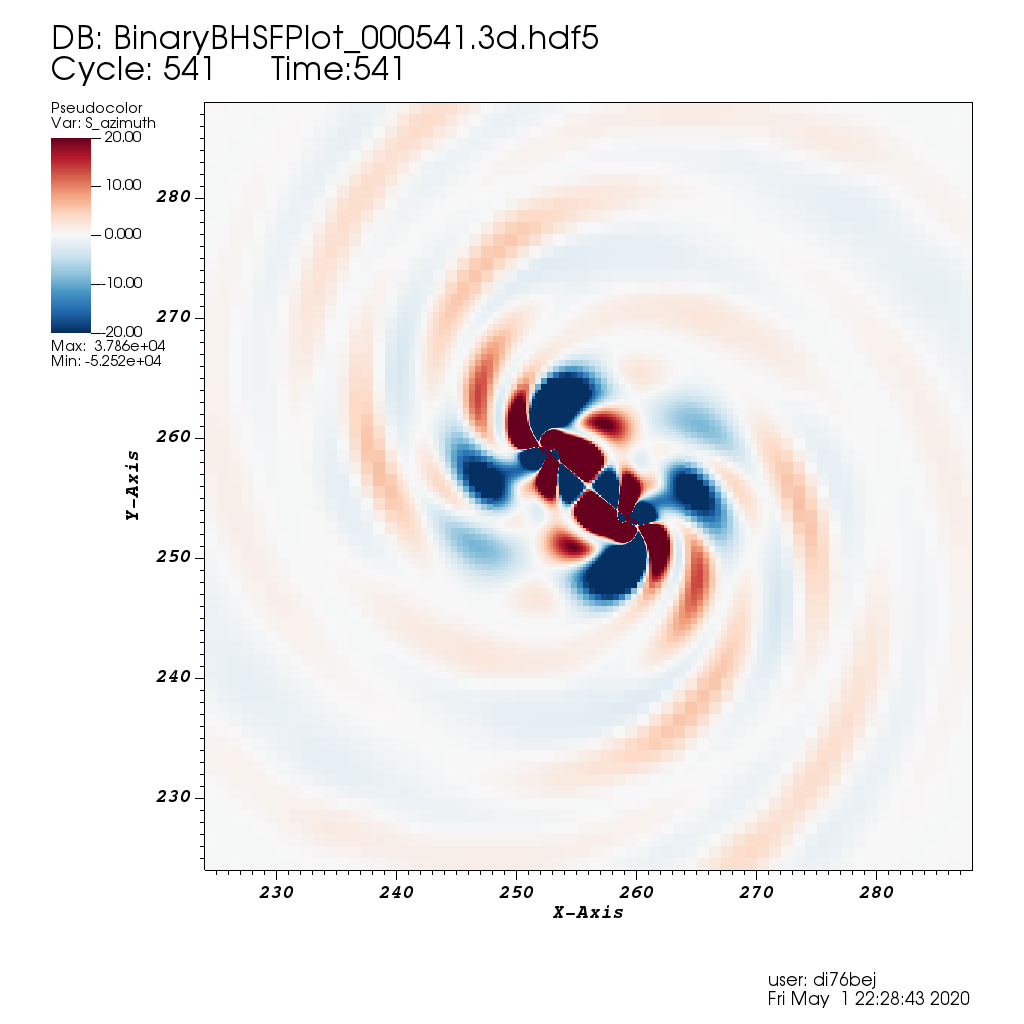 DB: BinaryBHSFPlot_000541.3d.hdf5
Cycle: 541 Time:541
Pseudocolor
Var: S_azimuth
20.00
10.00
0.000
-10.00
-20.00
Max: 3.786e+04
Min: -5.252e+04
280
270
260
250
240
230
Y-Axis
230 240 250 260 270 280
X-Axis
user: di76bej
Fri May 1 22:28:43 2020